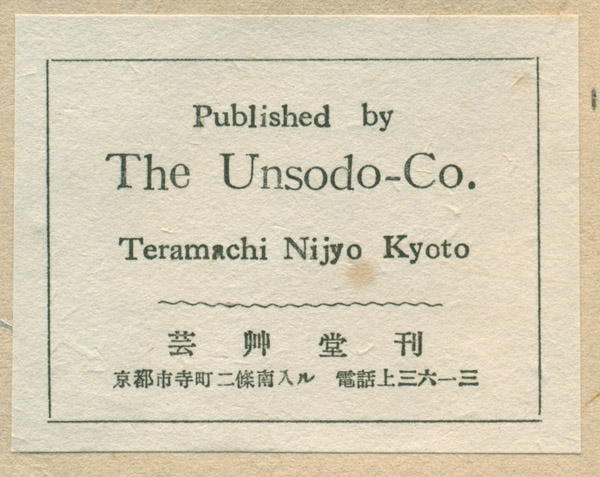 Published by
The Unsodo-Co.
Teramachi Nijyo Kyoto
芸艸堂刊
京都市寺町二條南入ル 電話上三六一三